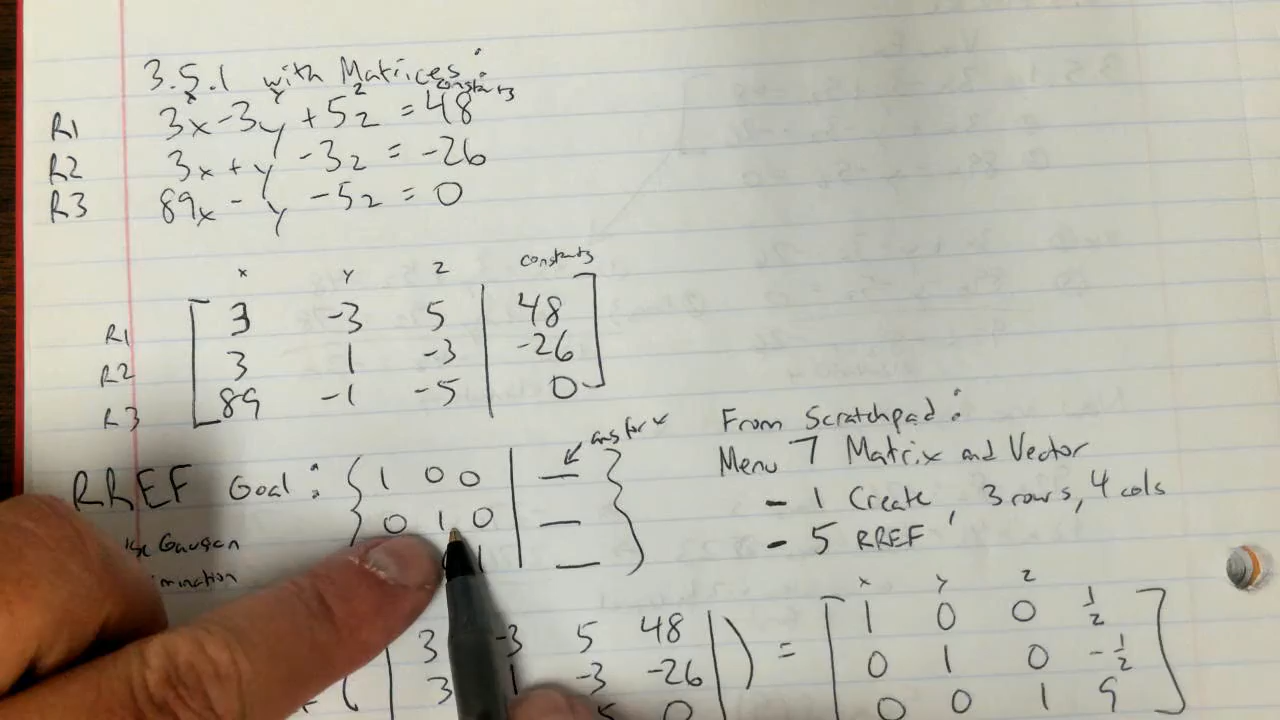 3.5.1 with Matrices:
x y z constants
R1 3x - 3y + 5z = 48
R2 3x + y - 3z = -26
R3 89x - y - 5z = 0
x y z constants
R1 3 -3 5 48
R2 3 1 -3 -26
R3 89 -1 -5 0
ans for x
RREF Goal: 1 0 0
0 1 0
1
Gaussian
From Scratchpad:
Menu 7 Matrix and Vector
- 1 Create, 3 rows, 4 cols
- 5 RREF
x y z
3 -3 5 48 = 1 0 0 1/2
3 1 -3 -26 0 1 0 -1/2
5 0 0 0 1 9